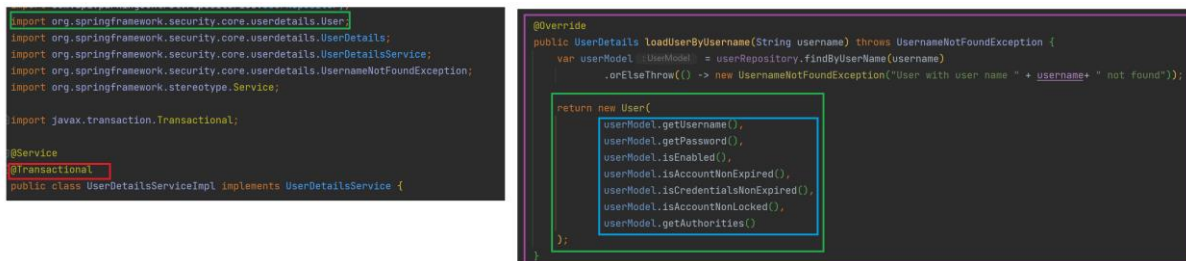 import org.springframework.security.core.userdetails.User;
import org.springframework.security.core.userdetails.UserDetails;
import org.springframework.security.core.userdetails.UserDetailsService;
import org.springframework.security.core.userdetails.UsernameNotFoundException;
import org.springframework.stereotype.Service;
import javax.transaction.Transactional;
@Service
@Transactional
public class UserDetailsServiceImpl implements UserDetailsService {
@Override
public UserDetails loadUserByUsername(String username) throws UsernameNotFoundException {
var userModel : UserModel = userRepository.findByUserName(username)
.orElseThrow(() -> new UsernameNotFoundException("User with user name " + username+ " not found"));
return new User(
userModel.getUsername(),
userModel.getPassword(),
userModel.isEnabled(),
userModel.isAccountNonExpired(),
userModel.isCredentialsNonExpired(),
userModel.isAccountNonLocked(),
userModel.getAuthorities()
);
}